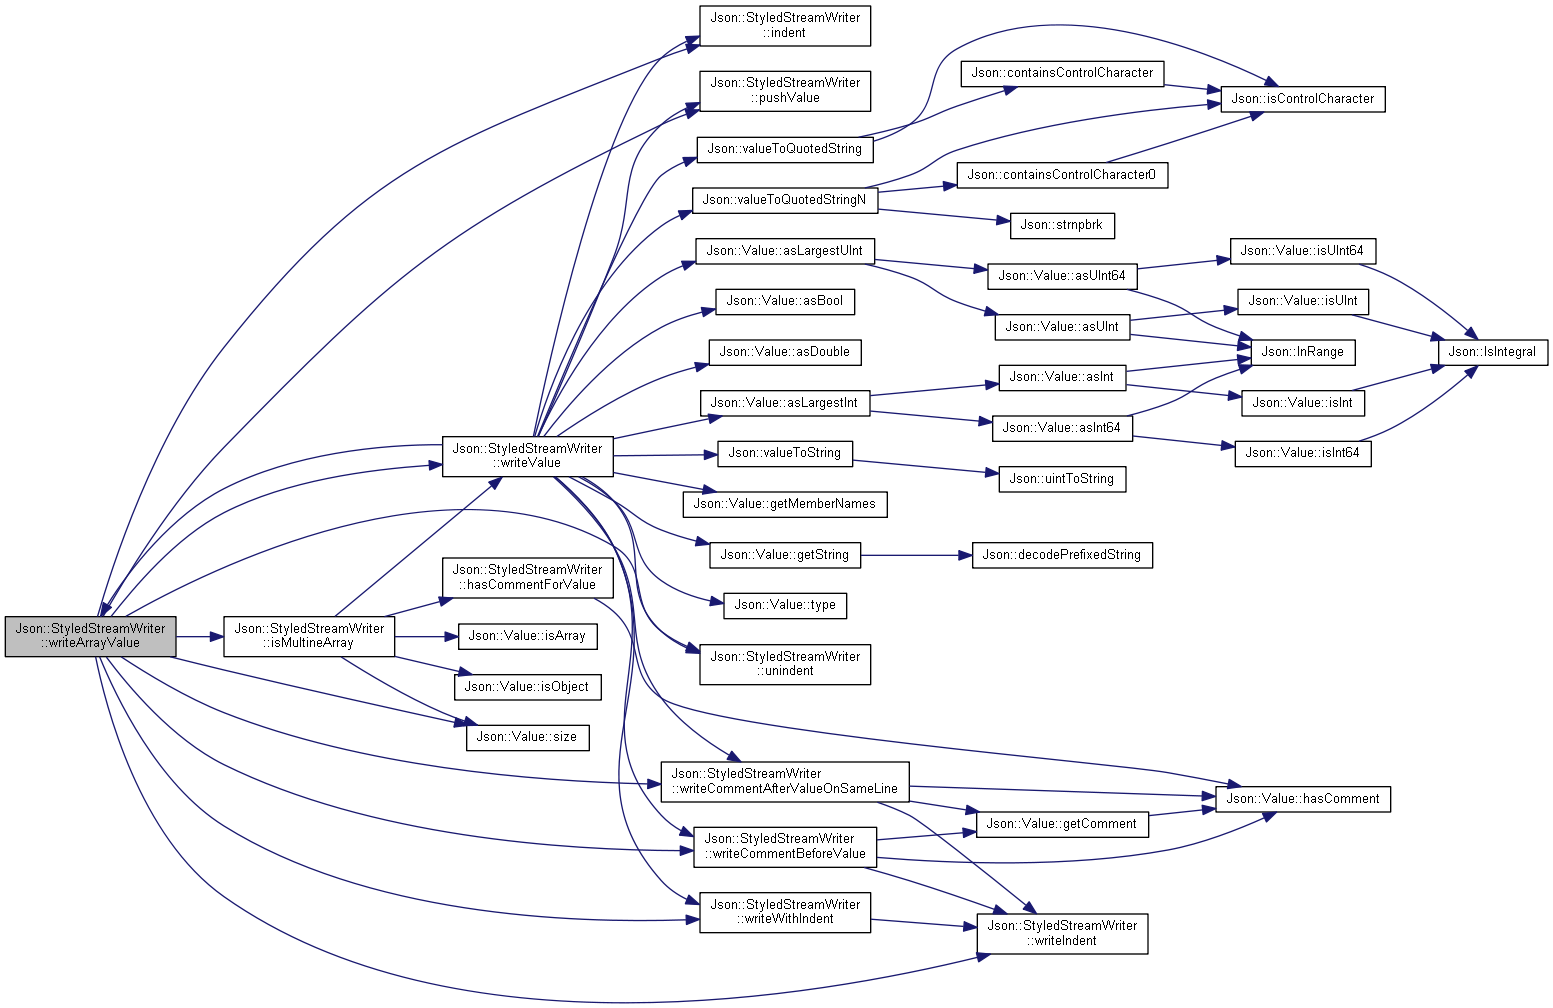 Json::StyledStreamWriter
::indent
Json::StyledStreamWriter
::pushValue
Json::containsControlCharacter
Json::isControlCharacter
Json::valueToQuotedString
Json::containsControlCharacter0
Json::valueToQuotedStringN
Json::strnpbrk
Json::Value::asLargestUInt
Json::Value::isUInt64
Json::Value::asUInt64
Json::Value::asBool
Json::Value::isUInt
Json::Value::asUInt
Json::Value::asDouble
Json::InRange
Json::IsIntegral
Json::Value::asInt
Json::Value::asLargestInt
Json::Value::isInt
Json::Value::asInt64
Json::StyledStreamWriter
::writeValue
Json::valueToString
Json::Value::isInt64
Json::uintToString
Json::Value::getMemberNames
Json::Value::getString
Json::decodePrefixedString
Json::StyledStreamWriter
::hasCommentForValue
Json::Value::type
Json::StyledStreamWriter
::writeArrayValue
Json::StyledStreamWriter
::isMultineArray
Json::Value::isArray
Json::StyledStreamWriter
::unindent
Json::Value::isObject
Json::Value::size
Json::StyledStreamWriter
::writeCommentAfterValueOnSameLine
Json::Value::hasComment
Json::Value::getComment
Json::StyledStreamWriter
::writeCommentBeforeValue
Json::StyledStreamWriter
::writeWithIndent
Json::StyledStreamWriter
::writeIndent